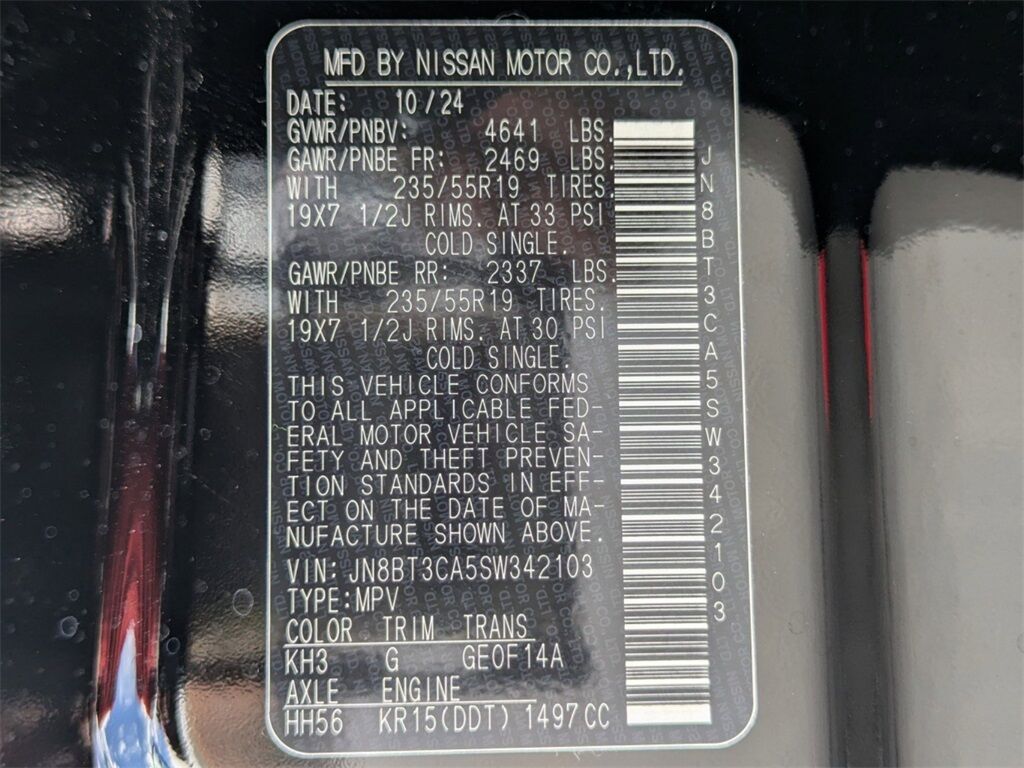 MFD BY NISSAN MOTOR CO.,LTD.
DATE: 10/24
GVWR/PNBV: 4641 LBS.
GAWR/PNBE FR: 2469 LBS.
WITH 235/55R19 TIRES.
19X7 1/2J RIMS. AT 33 PSI
COLD SINGLE.
GAWR/PNBE RR: 2337 LBS.
WITH 235/55R19 TIRES.
19X7 1/2J RIMS. AT 30 PSI
COLD SINGLE.
THIS VEHICLE CONFORMS
TO ALL APPLICABLE FED-
ERAL MOTOR VEHICLE SA-
FETY AND THEFT PREVEN-
TION STANDARDS IN EFF-
ECT ON THE DATE OF MA-
NUFACTURE SHOWN ABOVE.
VIN: JN8BT3CA5SW342103
TYPE:MPV
COLOR TRIM TRANS
KH3 G GE0F14A
AXLE ENGINE
HH56 KR15(DDT) 1497CC
JN8BT3CA5SW342103